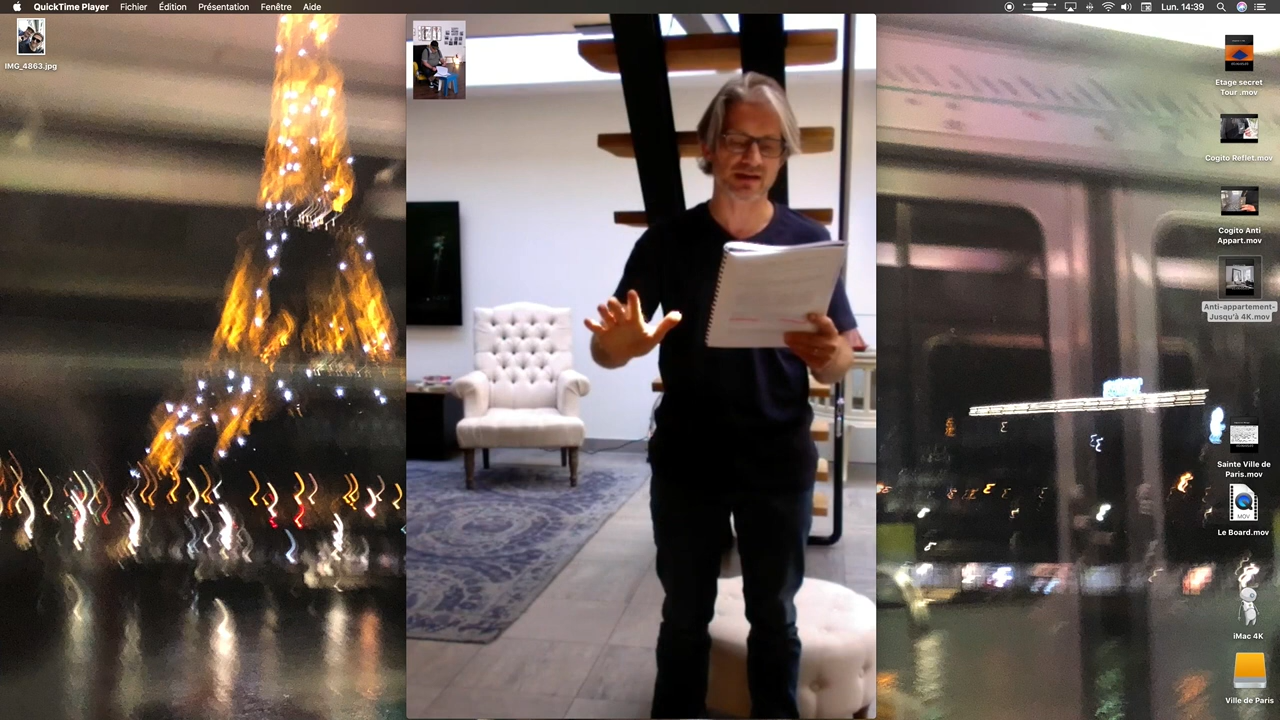 QuickTime Player Fichier Édition Présentation Fenêtre Aide Lun. 14:39
IMG_4863.jpg
Etage secret
Tour .mov
Cogito Reflet.mov
Cogito Anti
Appart.mov
Anti-appartement-
Jusqu'à 4K.mov
Sainte Ville de
Paris.mov
MOV
Le Board.mov
iMac 4K
Ville de Paris